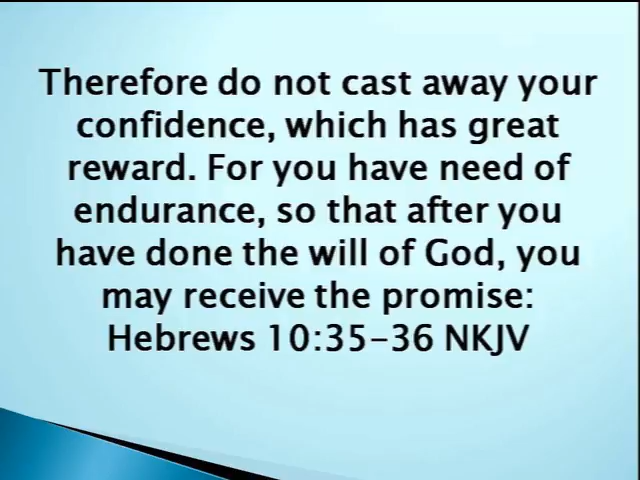 Therefore do not cast away your
confidence, which has great
reward. For you have need of
endurance, so that after you
have done the will of God, you
may receive the promise:
Hebrews 10:35-36 NKJV